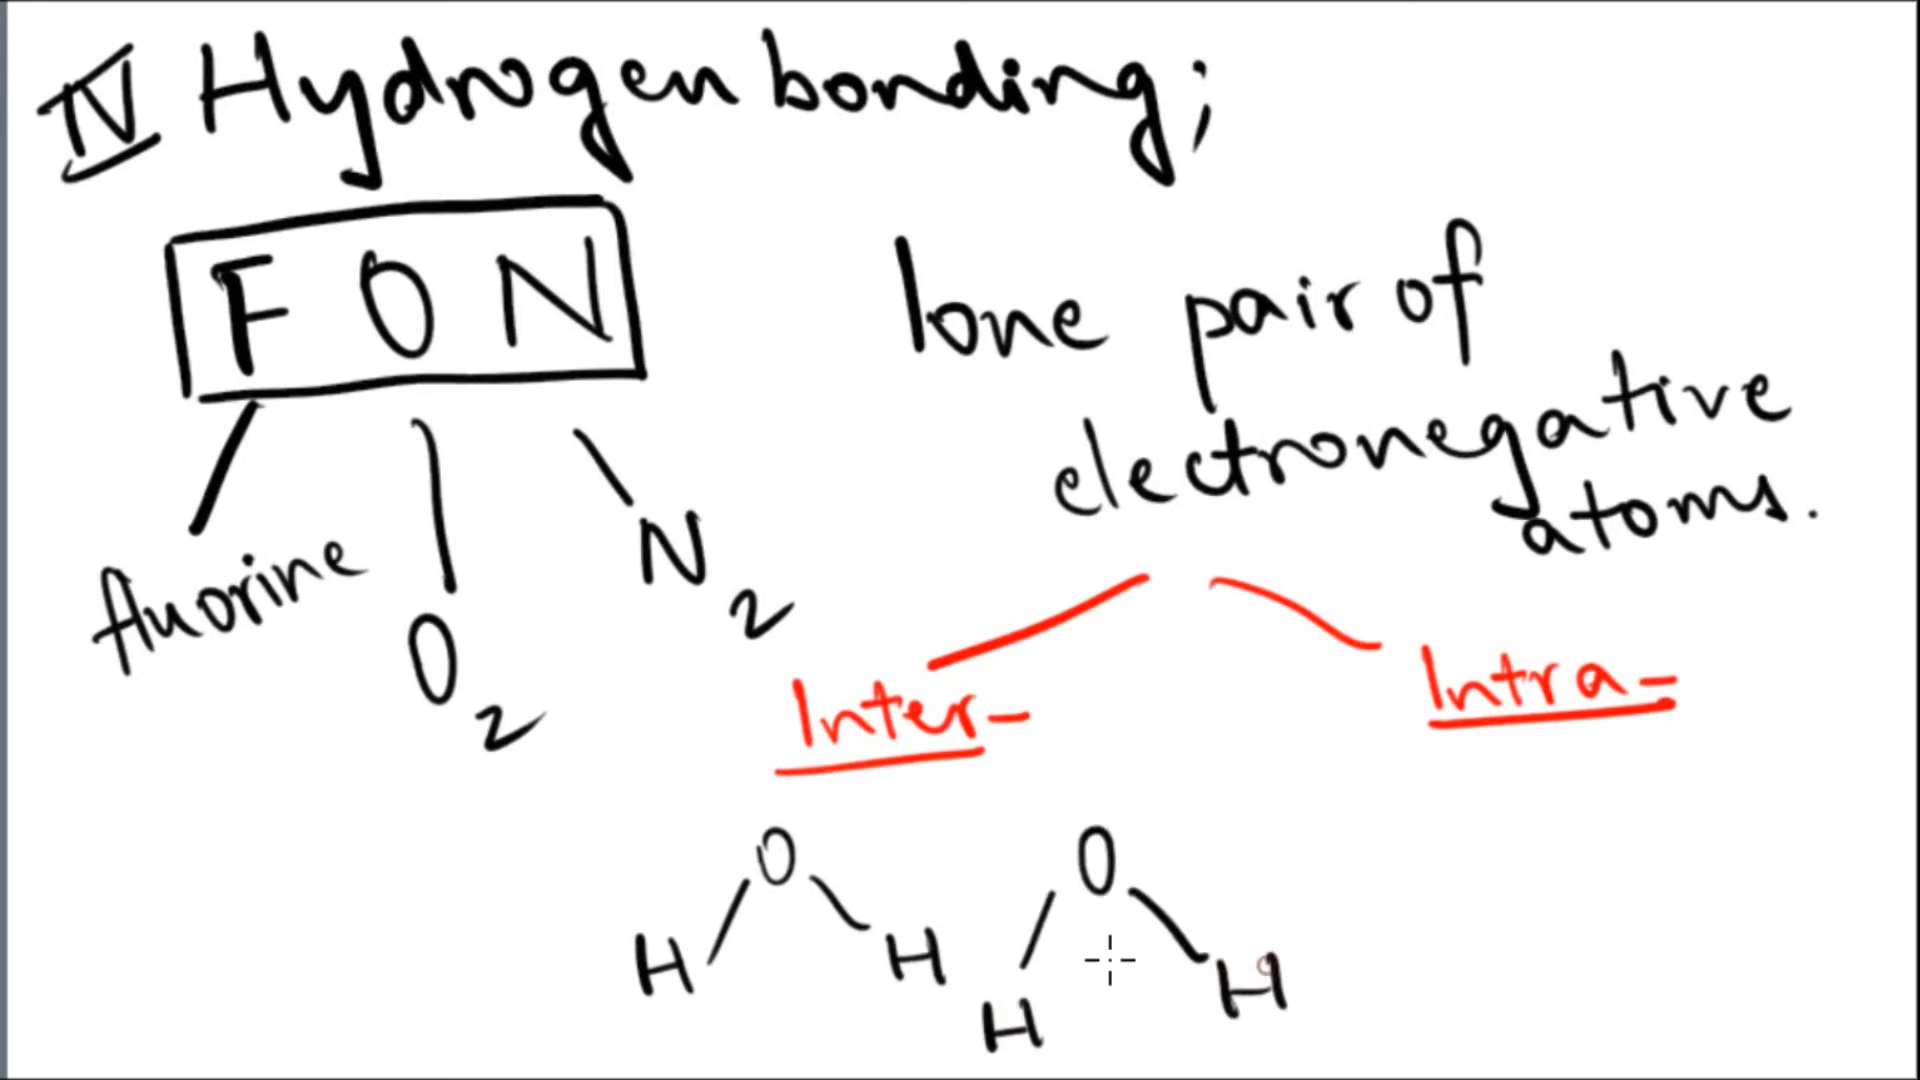 IV Hydrogen bonding;
F O N
lone pair of
electronegative
atoms.
fluorine
O2
N2
Inter-
Intra-
O O
H H H H